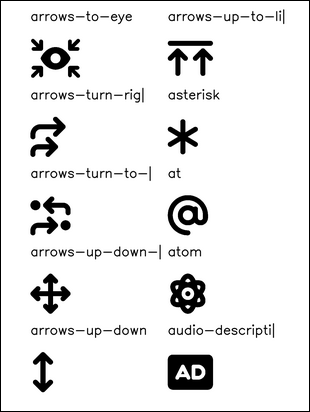 arrows-to-eye arrows-up-to-li|
arrows-turn-rig| asterisk
arrows-turn-to-| at
arrows-up-down-| atom
arrows-up-down audio-descripti|
AD